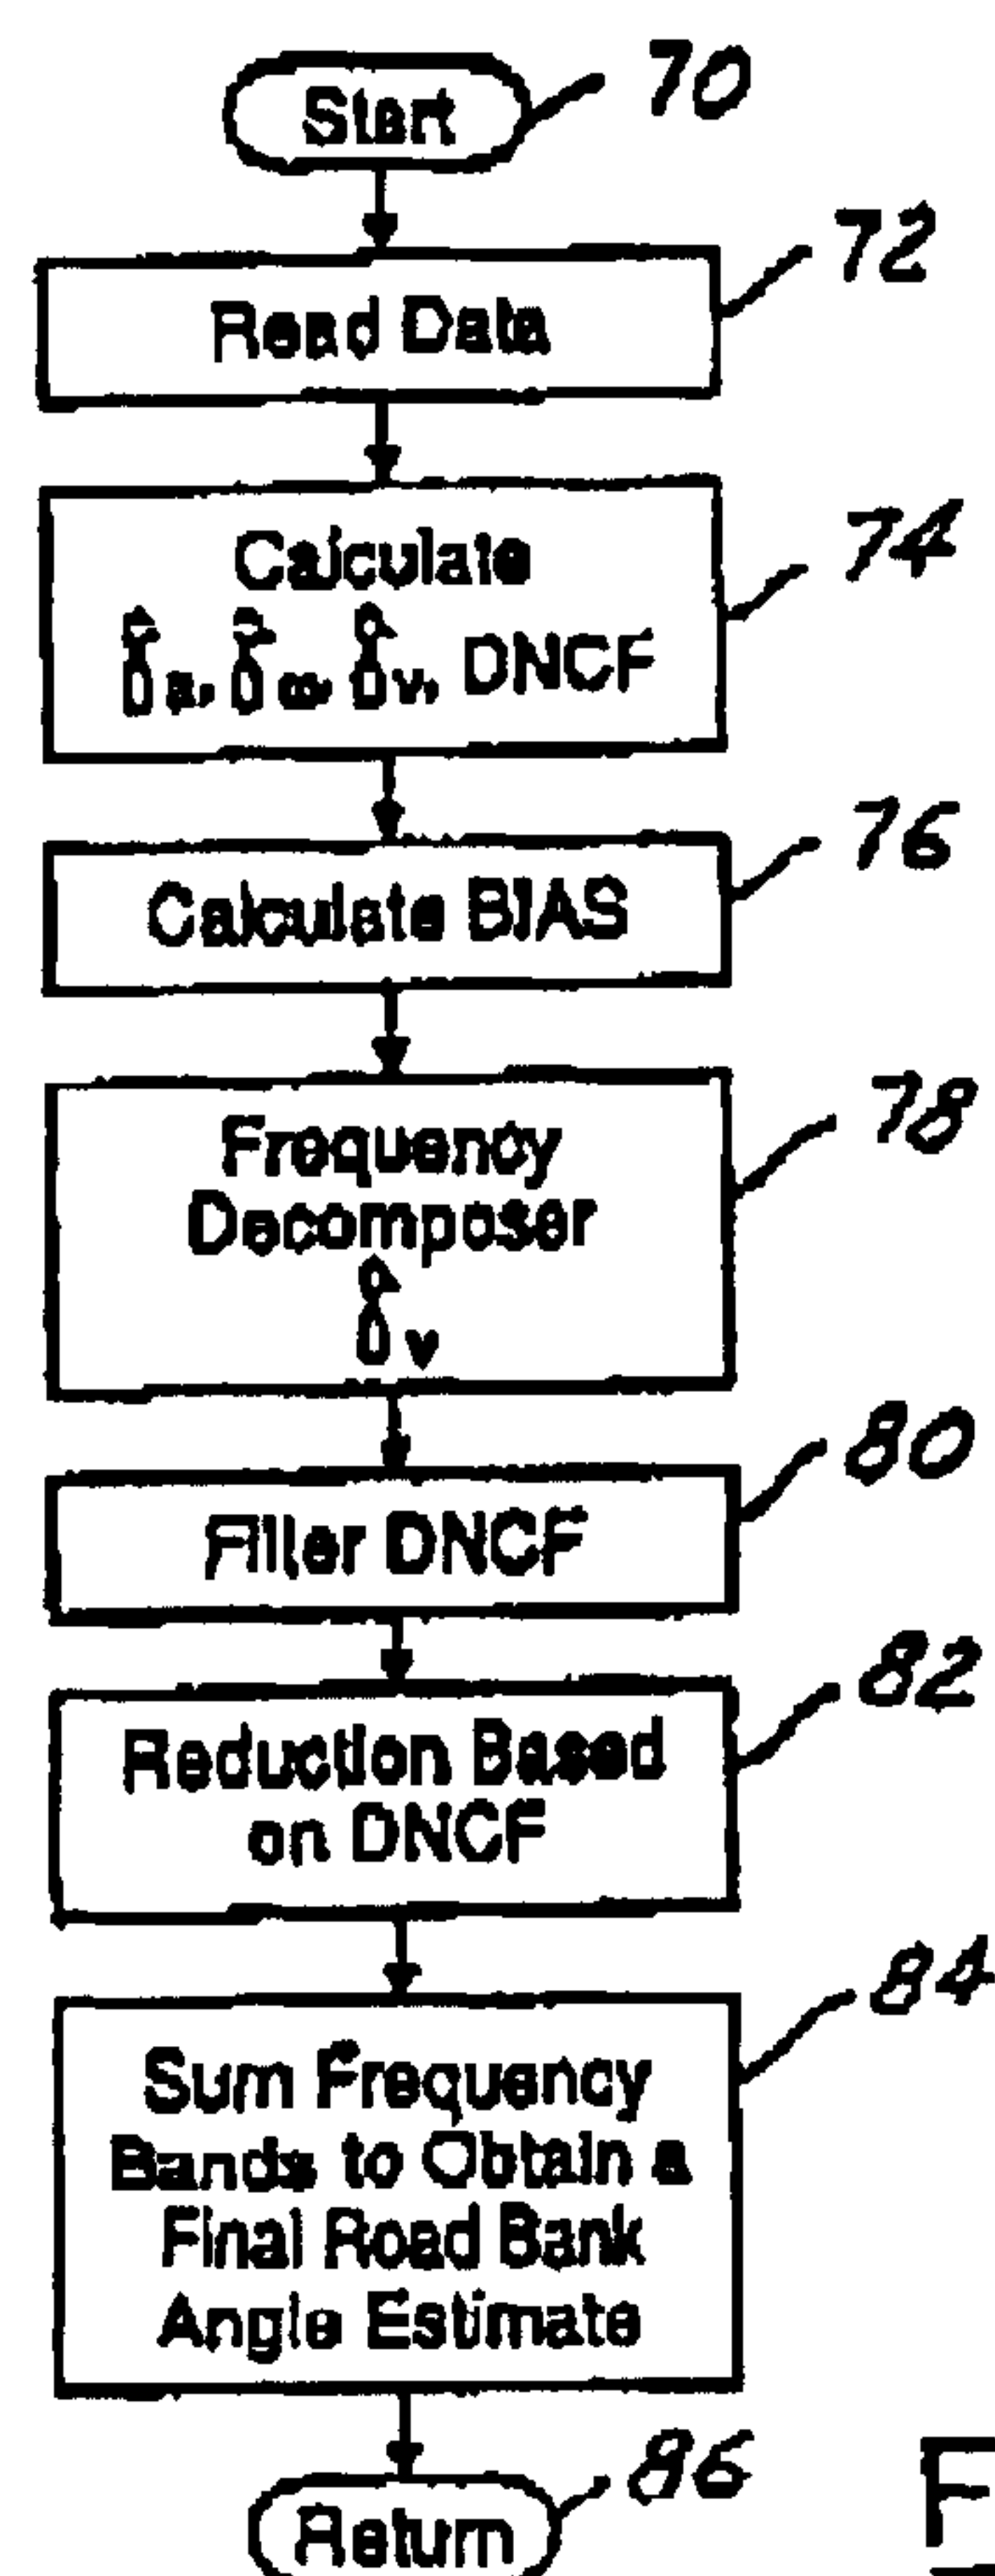 Start
70
72
Read Data
74
Calculate
DNCF
76
Calculate BIAS
78
Frequency
Decomposer
v
80
Filter DNCF
82
Reduction Based
on DNCF
84
Sum Frequency
Bands to Obtain a
Final Road Bank
Angle Estimate
86
Return
F